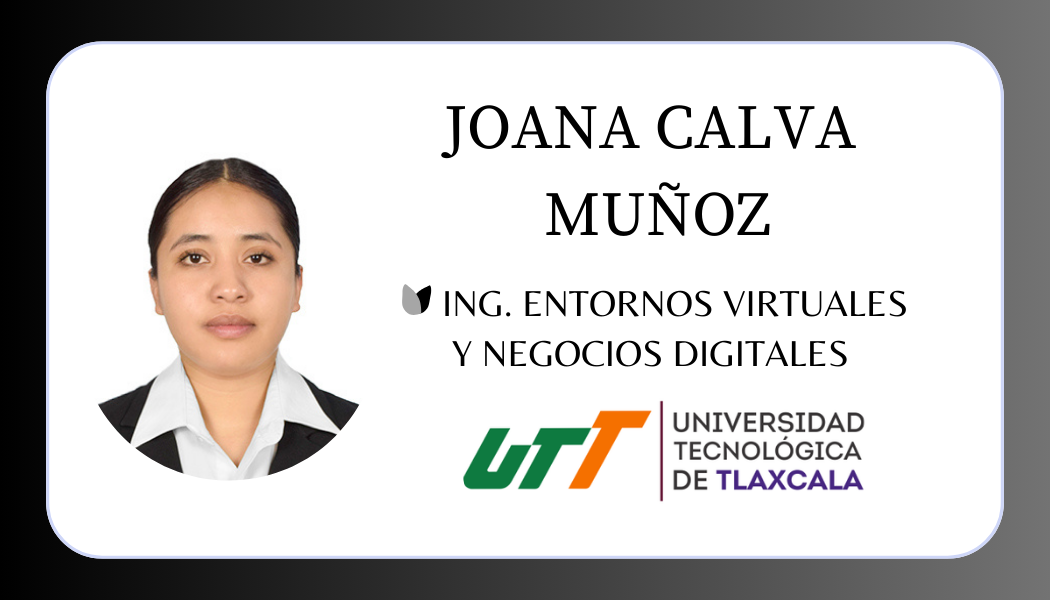 JOANA CALVA
MUÑOZ
ING. ENTORNOS VIRTUALES
Y NEGOCIOS DIGITALES
UTT
UNIVERSIDAD
TECNOLÓGICA
DE TLAXCALA